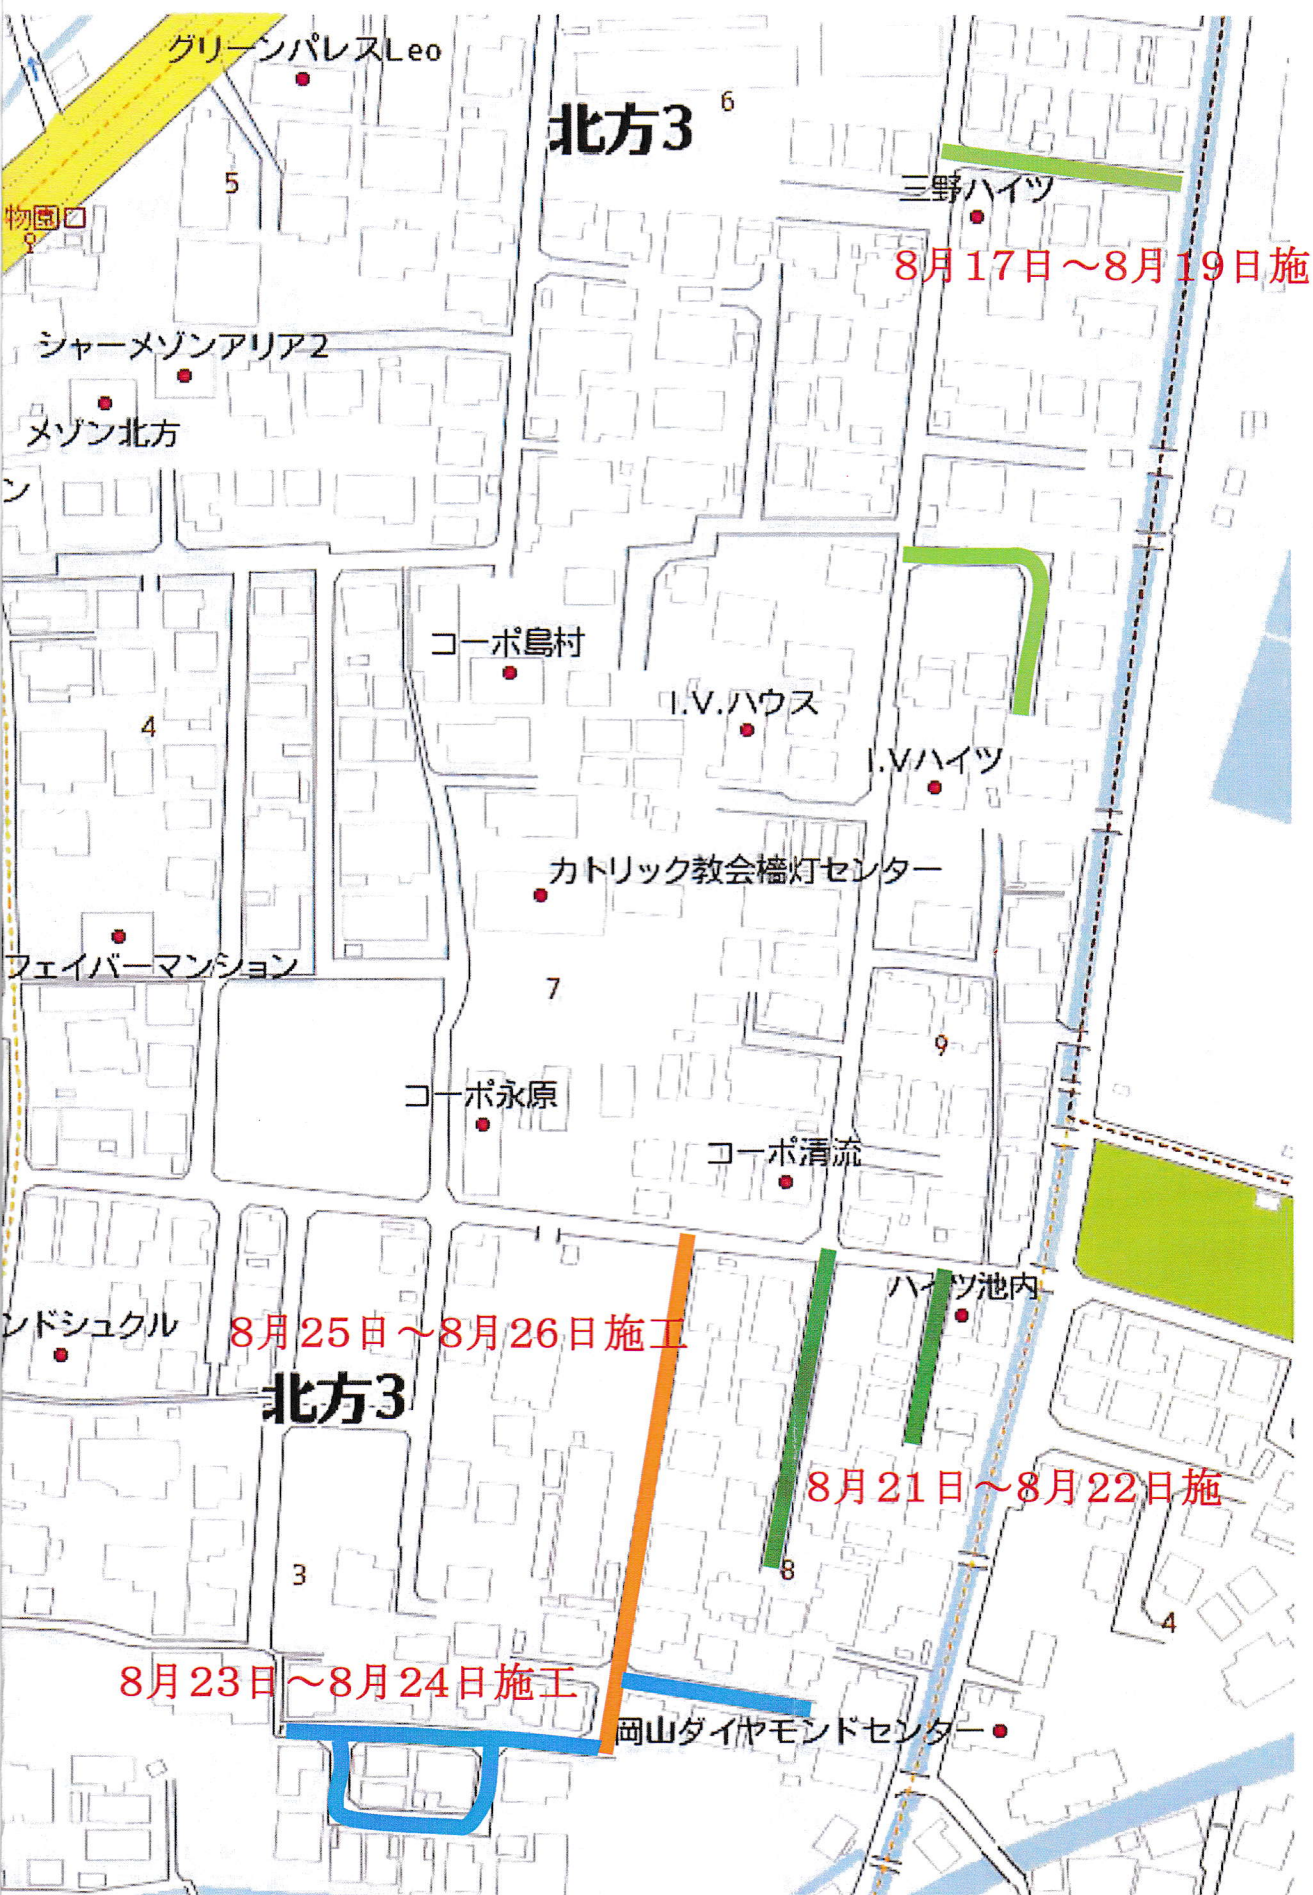 グリーンパレスLeo
北方3
6
5
物園
三野ハイツ
8月17日～8月19日施
シャーメゾンアリア2
メゾン北方
ン
コーポ島村
I.V.ハウス
4
I.Vハイツ
カトリック教会檣灯センター
フェイバーマンション
7
9
コーポ永原
コーポ清流
ハイツ池内
ンドシュクル
8月25日～8月26日施工
北方3
8月21日～8月22日施
3
8
4
8月23日～8月24日施工
岡山ダイヤモンドセンター